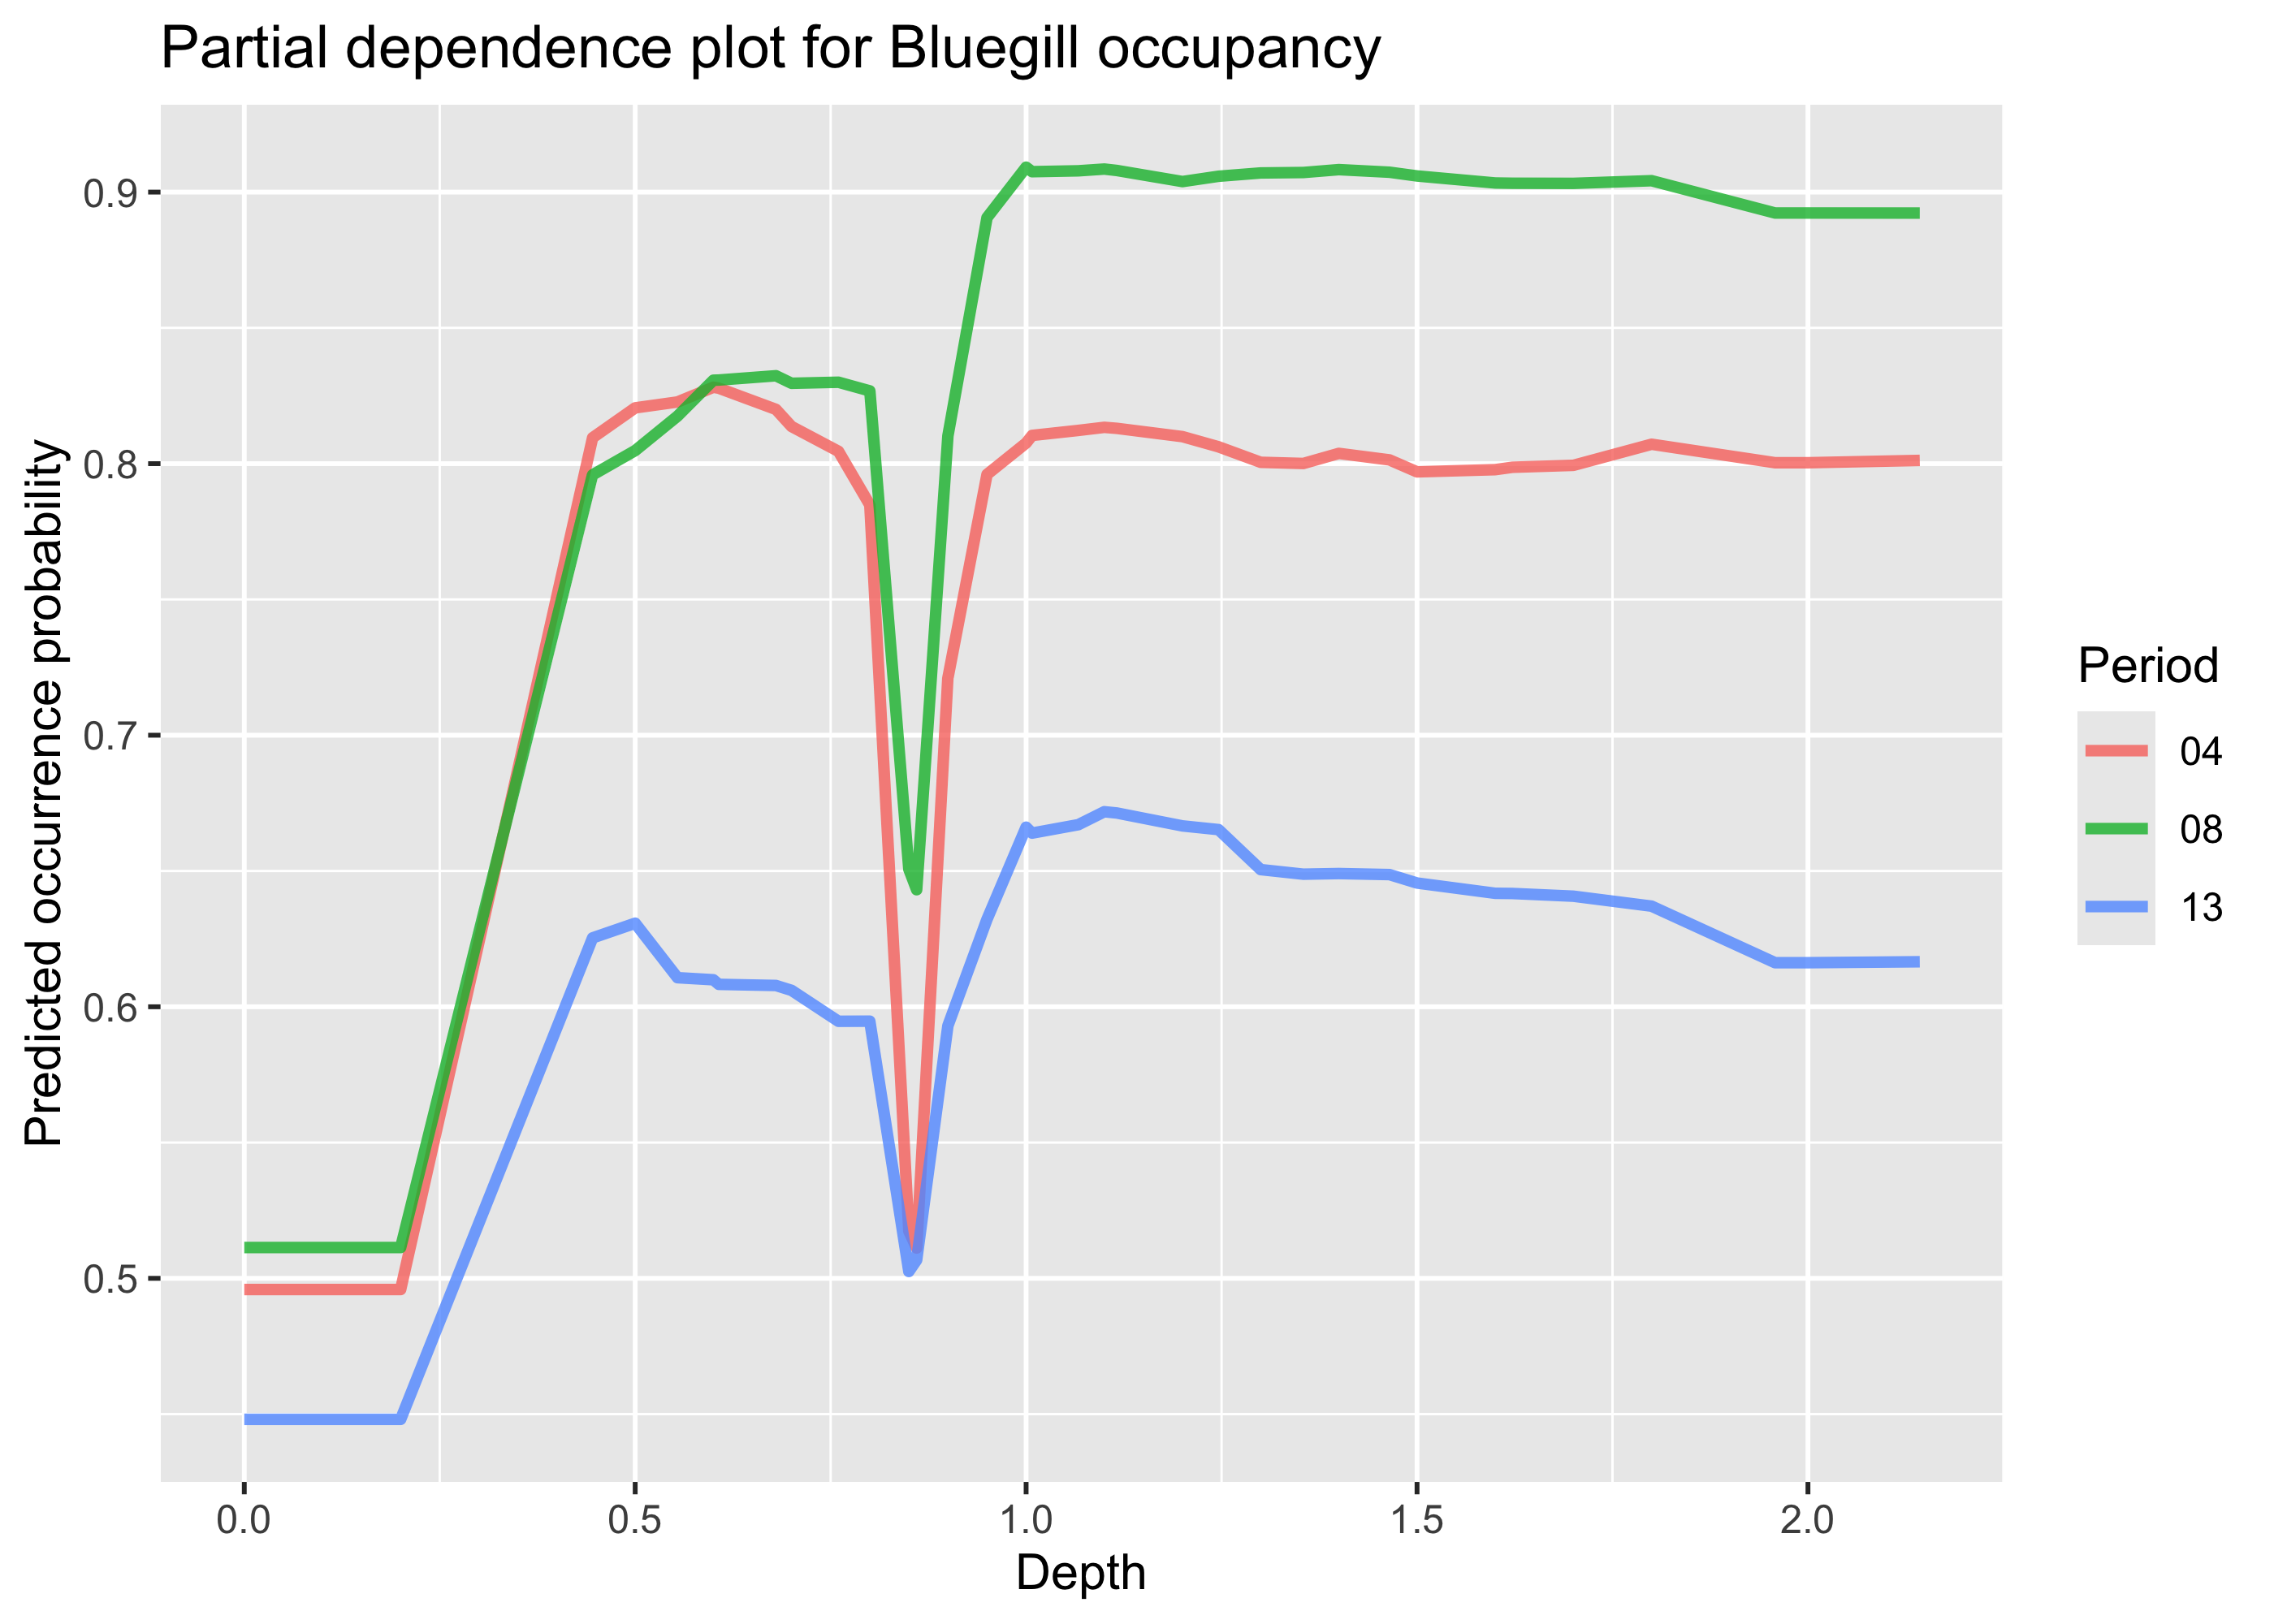 Partial dependence plot for Bluegill occupancy
Predicted occurrence probability
0.9
0.8
0.7
0.6
0.5
0.0 0.5 1.0 1.5 2.0
Depth
Period
04
08
13